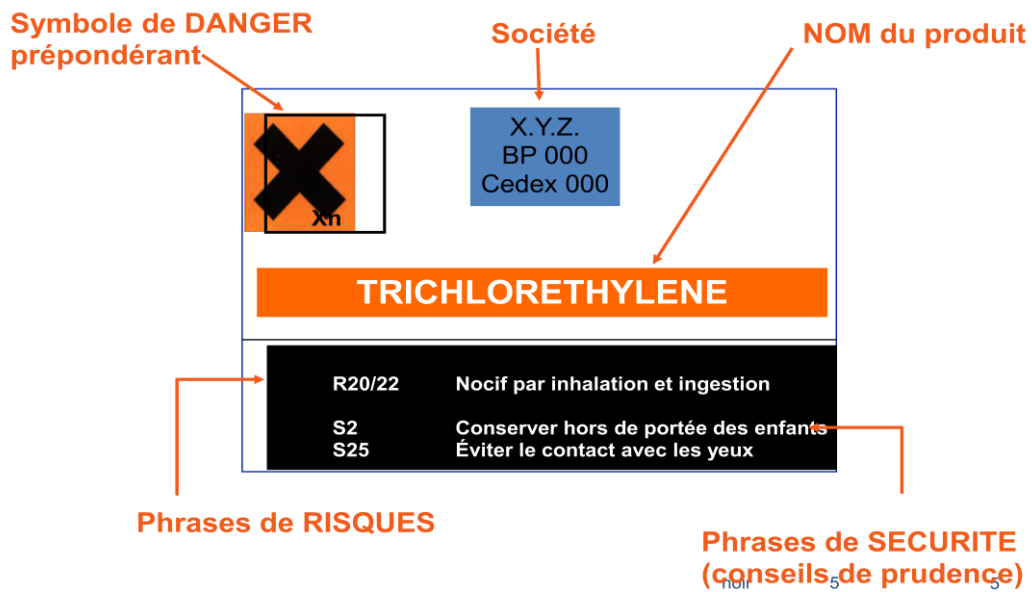 Symbole de DANGER
prépondérant
Société
NOM du produit
X.Y.Z.
BP 000
Cedex 000
Xn
TRICHLORETHYLENE
R20/22 Nocif par inhalation et ingestion
S2 Conserver hors de portée des enfants
S25 Éviter le contact avec les yeux
Phrases de RISQUES
Phrases de SECURITE
(conseils de prudence)
noir 5 5